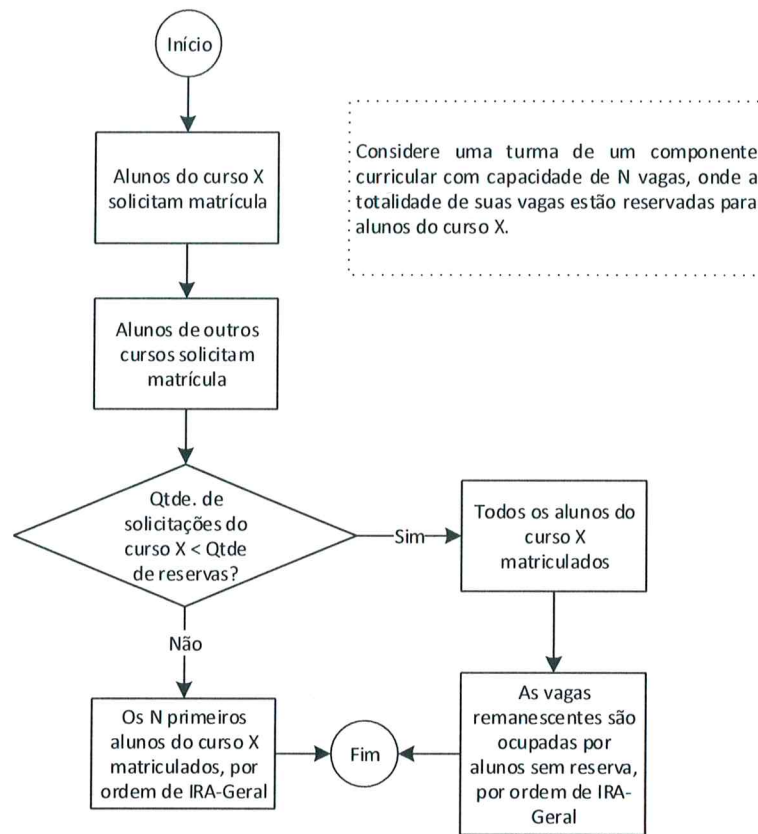 Início
Alunos do curso X
solicitam matrícula
Considere uma turma de um componente
curricular com capacidade de N vagas, onde a
totalidade de suas vagas estão reservadas para
alunos do curso X.
Alunos de outros
cursos solicitam
matrícula
Qtde. de
solicitações do
curso X < Qtde
de reservas?
Sim
Todos os alunos do
curso X
matriculados
Não
Os N primeiros
alunos do curso X
matriculados, por
ordem de IRA-Geral
Fim
As vagas
remanescentes são
ocupadas por
alunos sem reserva,
por ordem de IRA-
Geral